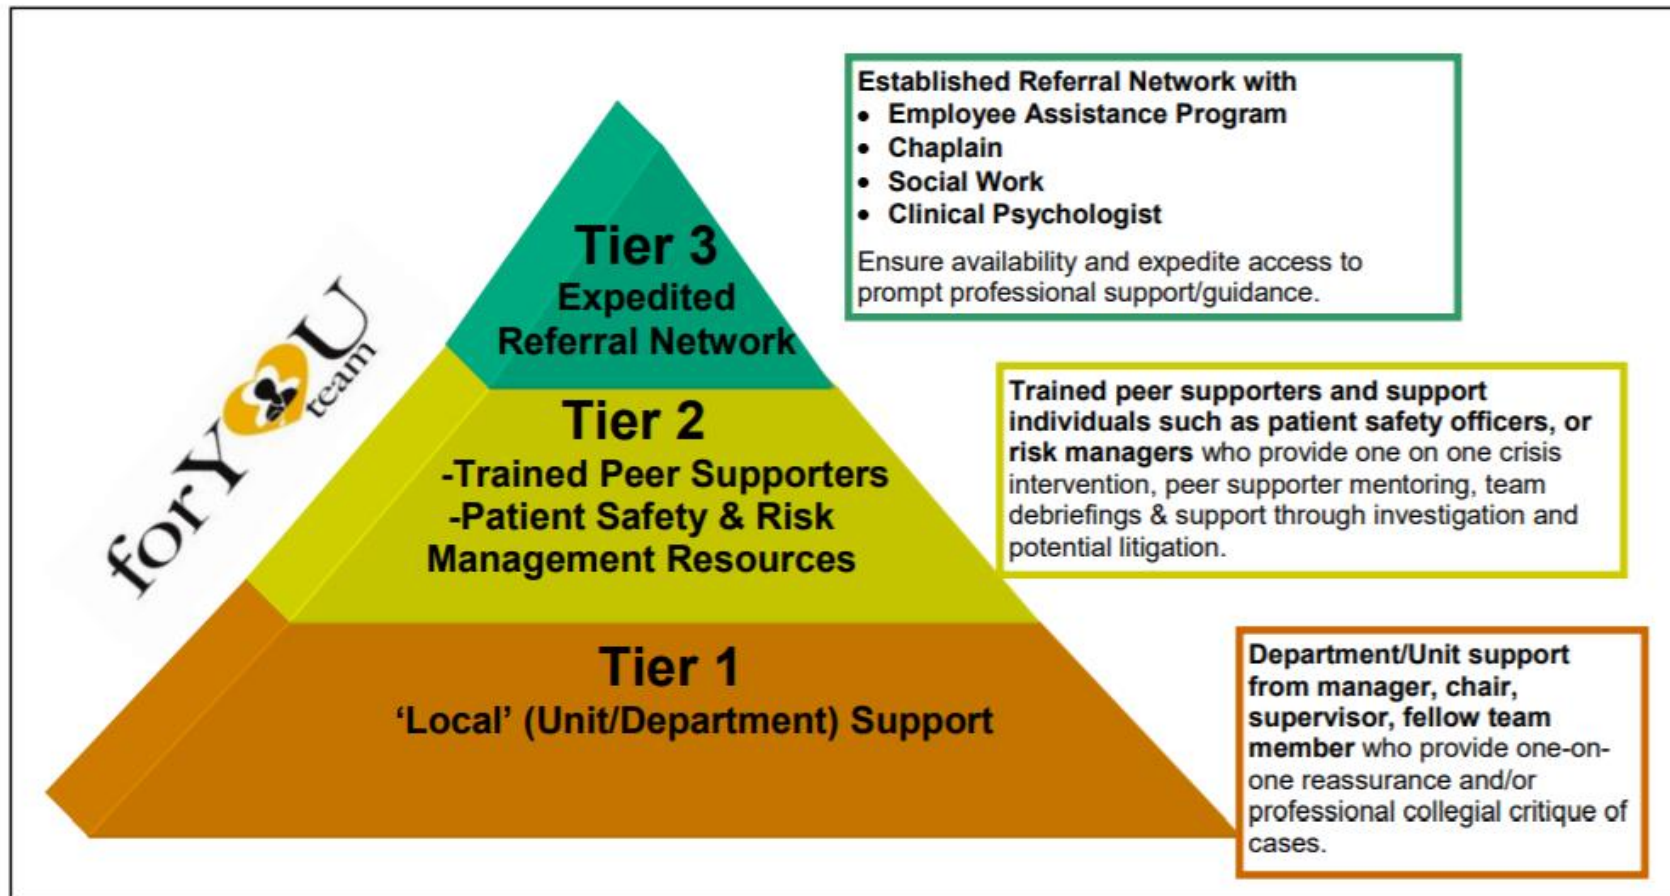 Established Referral Network with
• Employee Assistance Program
• Chaplain
• Social Work
• Clinical Psychologist
Ensure availability and expedite access to
prompt professional support/guidance.
Tier 3
Expedited
Referral Network
forYOU
team
Trained peer supporters and support
individuals such as patient safety officers, or
risk managers who provide one on one crisis
intervention, peer supporter mentoring, team
debriefings & support through investigation and
potential litigation.
Tier 2
-Trained Peer Supporters
-Patient Safety & Risk
Management Resources
Department/Unit support
from manager, chair,
supervisor, fellow team
member who provide one-on-
one reassurance and/or
professional collegial critique of
cases.
Tier 1
‘Local’ (Unit/Department) Support